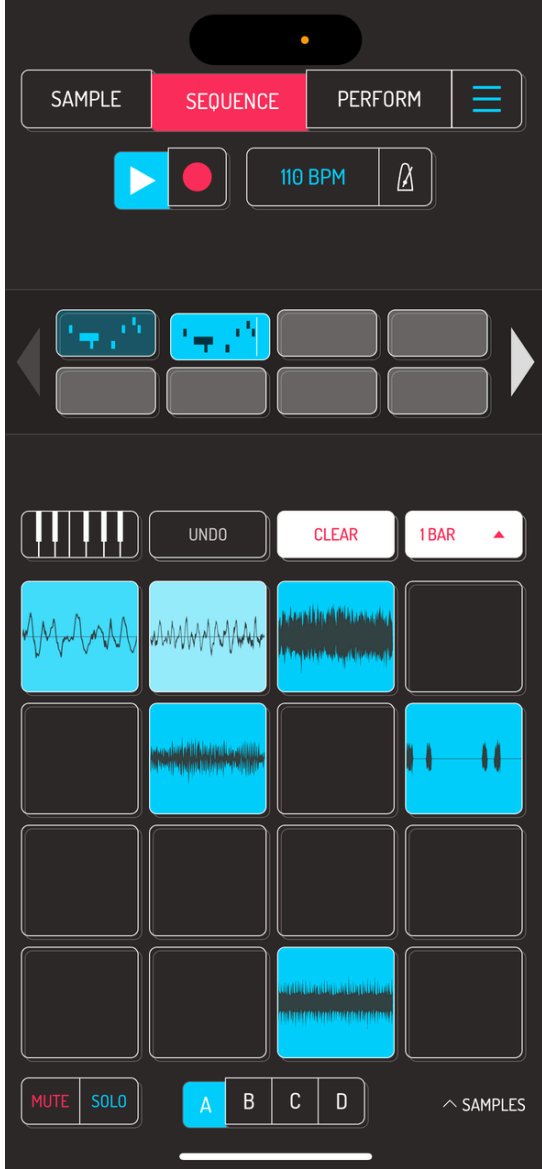 SAMPLE SEQUENCE PERFORM
110 BPM
UNDO CLEAR 1 BAR
MUTE SOLO A B C D SAMPLES